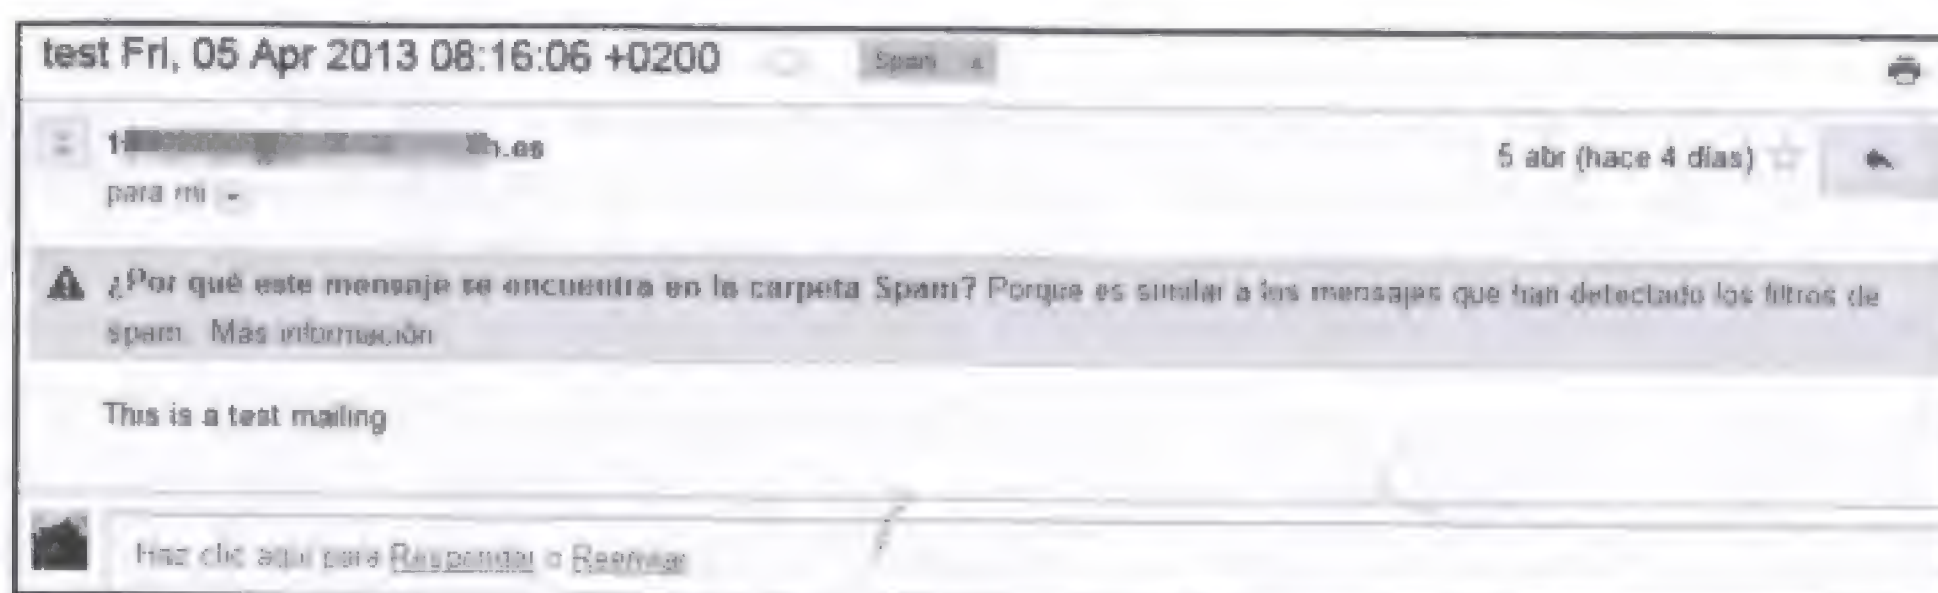 test Fri, 05 Apr 2013 08:16:06 +0200 Spam x
h.es
5 abr (hace 4 días)
para mí
¿Por qué este mensaje se encuentra en la carpeta Spam? Porque es similar a los mensajes que han detectado los filtros de
spam. Más información
This is a test mailing
Haz clic aquí para Responder o Reenviar